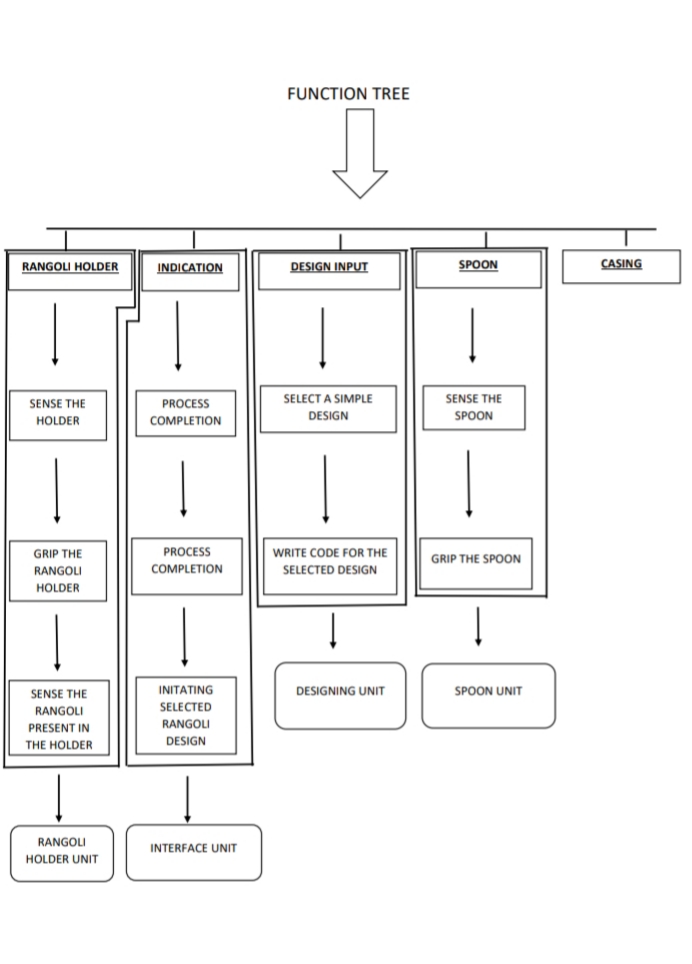 FUNCTION TREE
RANGOLI HOLDER
SENSE THE
HOLDER
GRIP THE
RANGOLI
HOLDER
SENSE THE
RANGOLI
PRESENT IN
THE HOLDER
RANGOLI
HOLDER UNIT
INDICATION
PROCESS
COMPLETION
PROCESS
COMPLETION
INITATING
SELECTED
RANGOLI
DESIGN
INTERFACE UNIT
DESIGN INPUT
SELECT A SIMPLE
DESIGN
WRITE CODE FOR THE
SELECTED DESIGN
DESIGNING UNIT
SPOON
SENSE THE
SPOON
GRIP THE SPOON
SPOON UNIT
CASING